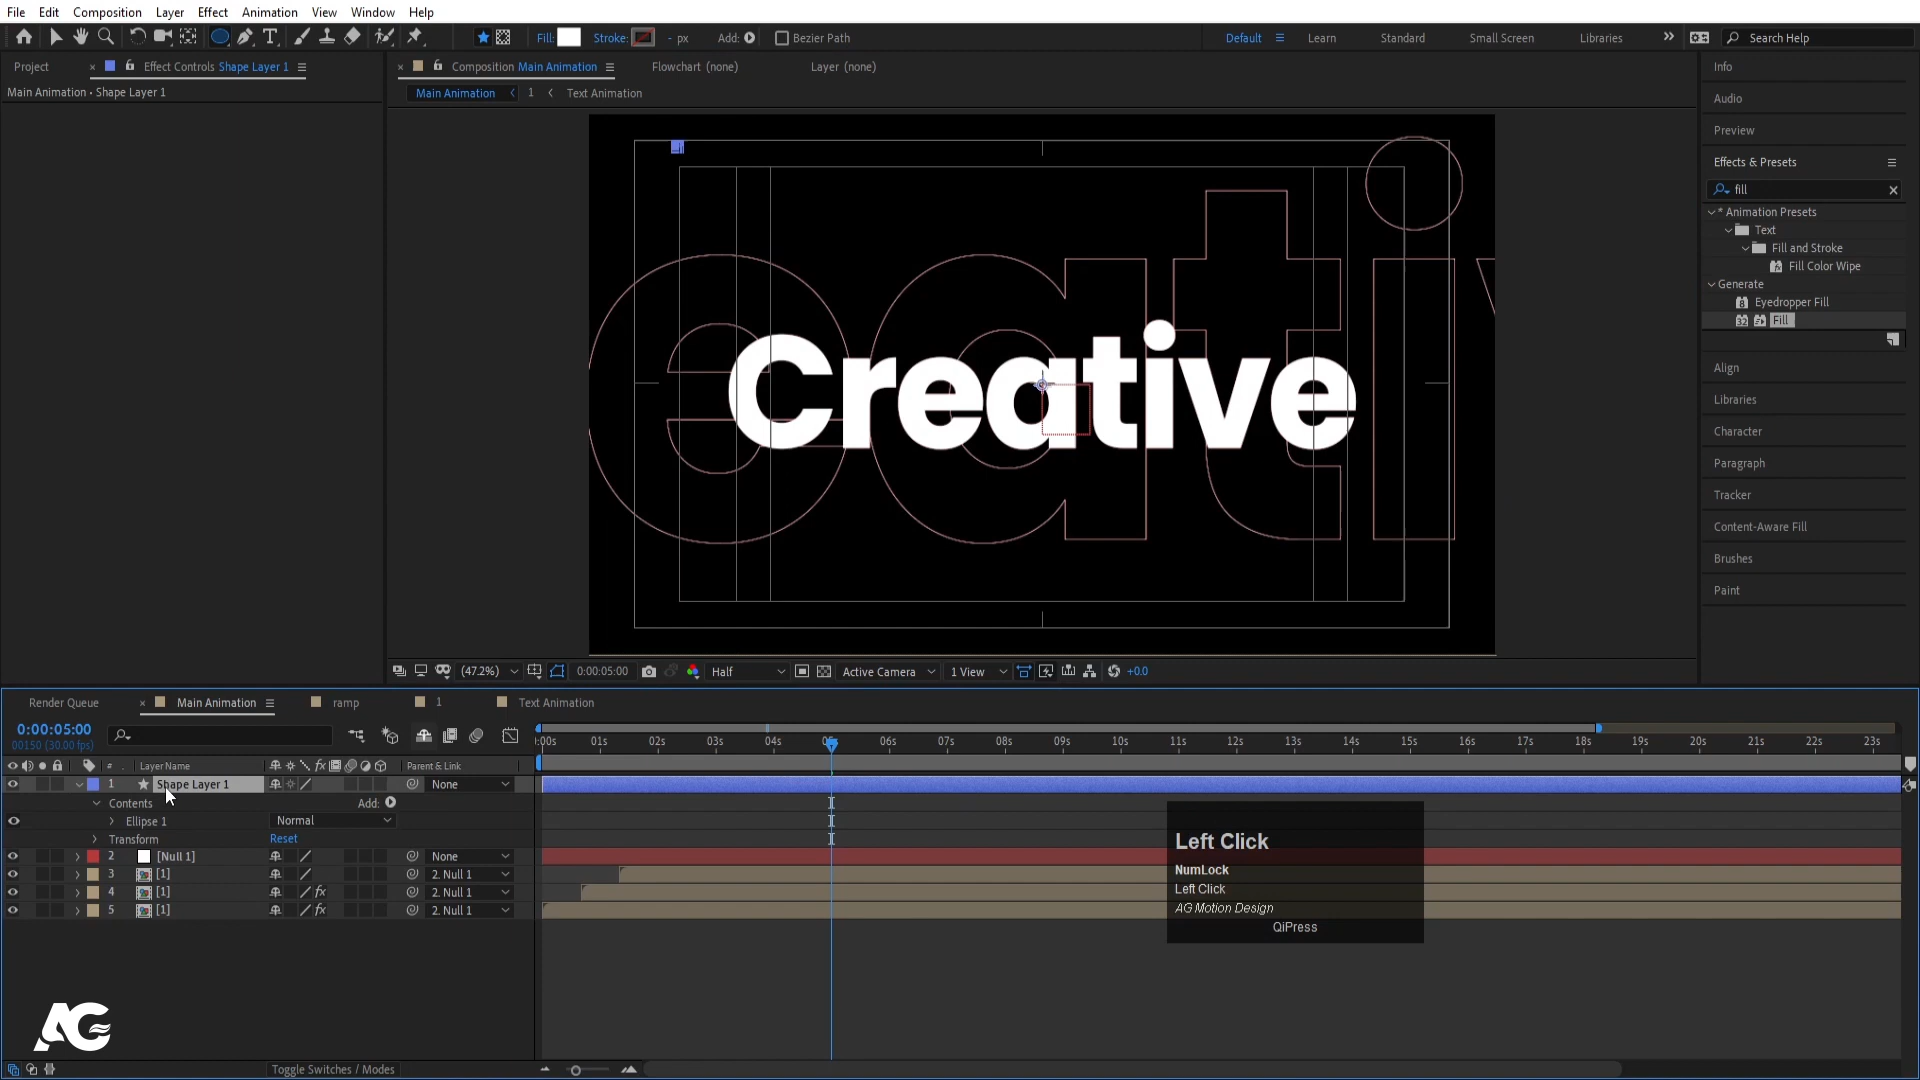 File Edit Composition Layer Effect Animation View Window Help
Fill: Stroke: - px Add: Bezier Path Default Learn Standard Small Screen Libraries Search Help
Project Effect Controls Shape Layer 1 Composition Main Animation Flowchart (none) Layer (none)
Main Animation • Shape Layer 1
Main Animation 1 Text Animation
Info
Audio
Preview
Effects & Presets
fill
* Animation Presets
Text
Fill and Stroke
Fill Color Wipe
Generate
Eyedropper Fill
Fill
Align
Libraries
Character
Paragraph
Tracker
Content-Aware Fill
Brushes
Paint
eativ
Creative
(47.2%) 0:00:05:00 Half Active Camera 1 View +0.0
Render Queue Main Animation ramp 1 Text Animation
0:00:05:00
00150 (30.00 fps)
:00s 01s 02s 03s 04s 06s 07s 08s 09s 10s 11s 12s 13s 14s 15s 16s 17s 18s 19s 20s 21s 22s 23s
# . Layer Name Parent & Link
1 Shape Layer 1 None
Contents Add:
Ellipse 1 Normal
Transform Reset
2 [Null 1] None
3 [1] 2. Null 1
4 [1] 2. Null 1
5 [1] 2. Null 1
Left Click
NumLock
Left Click
AG Motion Design
QiPress
AG
Toggle Switches / Modes